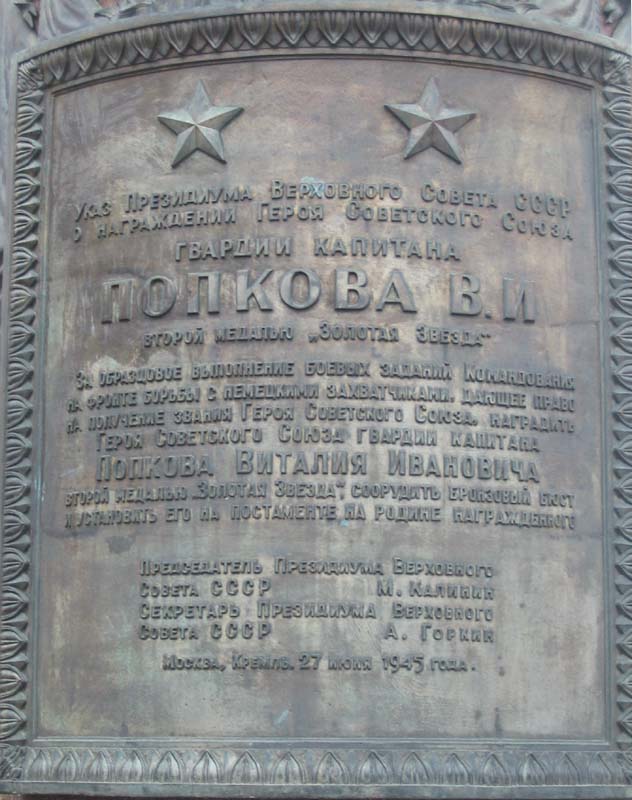 Указ Президиума Верховного Совета СССР
о награждении Героя Советского Союза
гвардии капитана
ПОПКОВА В.И
второй медалью „Золотая Звезда“
За образцовое выполнение боевых заданий Командования
на фронте борьбы с немецкими захватчиками, дающее право
на получение звания Героя Советского Союза, наградить
Героя Советского Союза гвардии капитана
Попкова Виталия Ивановича
второй медалью „Золотая Звезда“, соорудить бронзовый бюст
и установить его на постаменте на родине награжденного
Председатель Президиума Верховного
Совета СССР М. Калинин
Секретарь Президиума Верховного
Совета СССР А. Горкин
Москва, Кремль. 27 июня 1945 года.